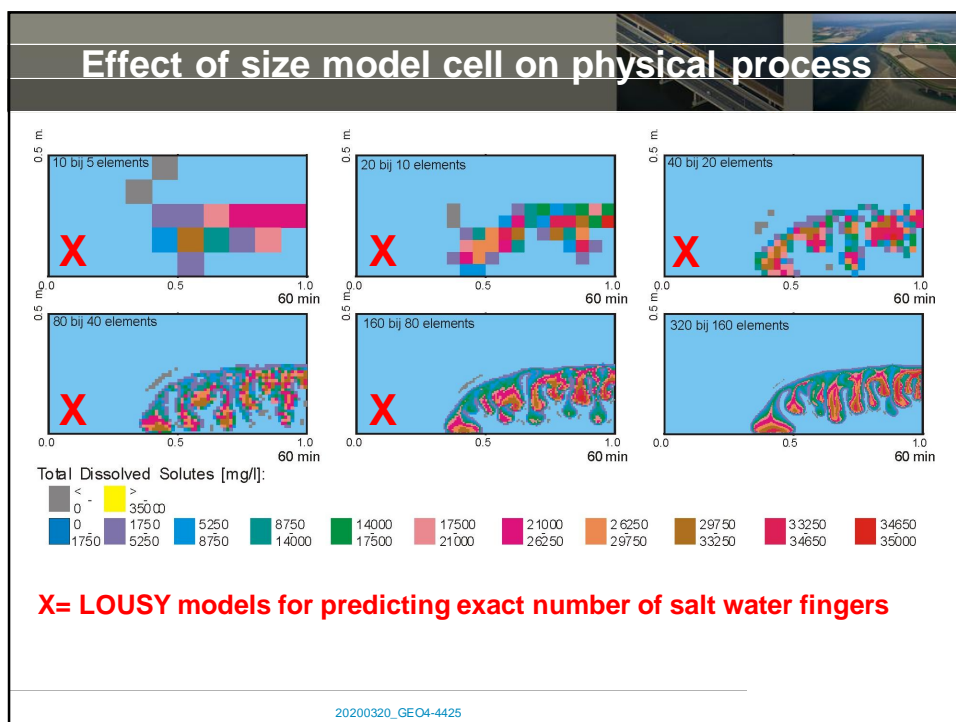 Effect of size model cell on physical process
0.5 m.
10 bij 5 elements
X
0.0
0.5
1.0
60 min
0.5 m.
20 bij 10 elements
X
0.0
0.5
1.0
60 min
0.5 m.
40 bij 20 elements
X
0.0
0.5
1.0
60 min
0.5 m.
80 bij 40 elements
X
0.0
0.5
1.0
60 min
0.5 m.
160 bij 80 elements
X
0.0
0.5
1.0
60 min
0.5 m.
320 bij 160 elements
0.0
0.5
1.0
60 min
Total Dissolved Solutes [mg/l]:
< - 0
> - 35000
0 - 1750
1750 - 5250
5250 - 8750
8750 - 14000
14000 - 17500
17500 - 21000
21000 - 26250
26250 - 29750
29750 - 33250
33250 - 34650
34650 - 35000
X= LOUSY models for predicting exact number of salt water fingers
20200320_GEO4-4425